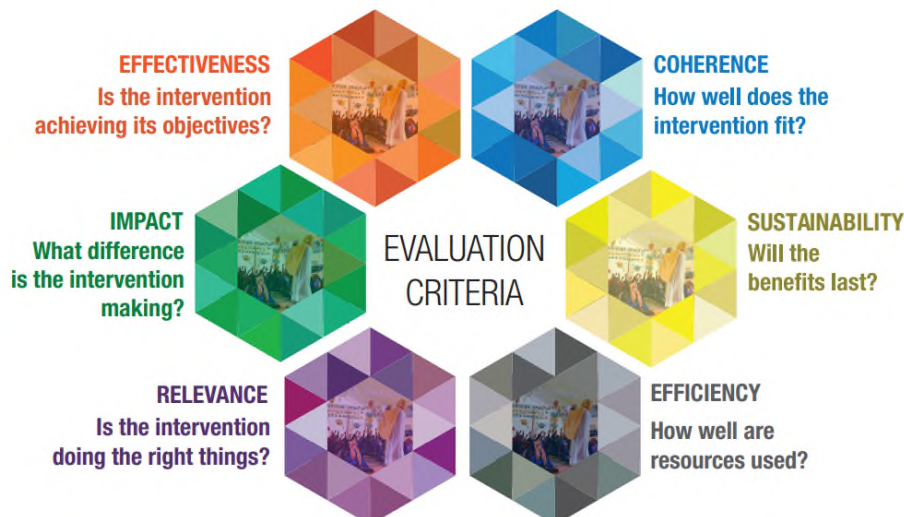 EFFECTIVENESS
Is the intervention
achieving its objectives?
COHERENCE
How well does the
intervention fit?
IMPACT
What difference
is the intervention
making?
EVALUATION
CRITERIA
SUSTAINABILITY
Will the
benefits last?
RELEVANCE
Is the intervention
doing the right things?
EFFICIENCY
How well are
resources used?